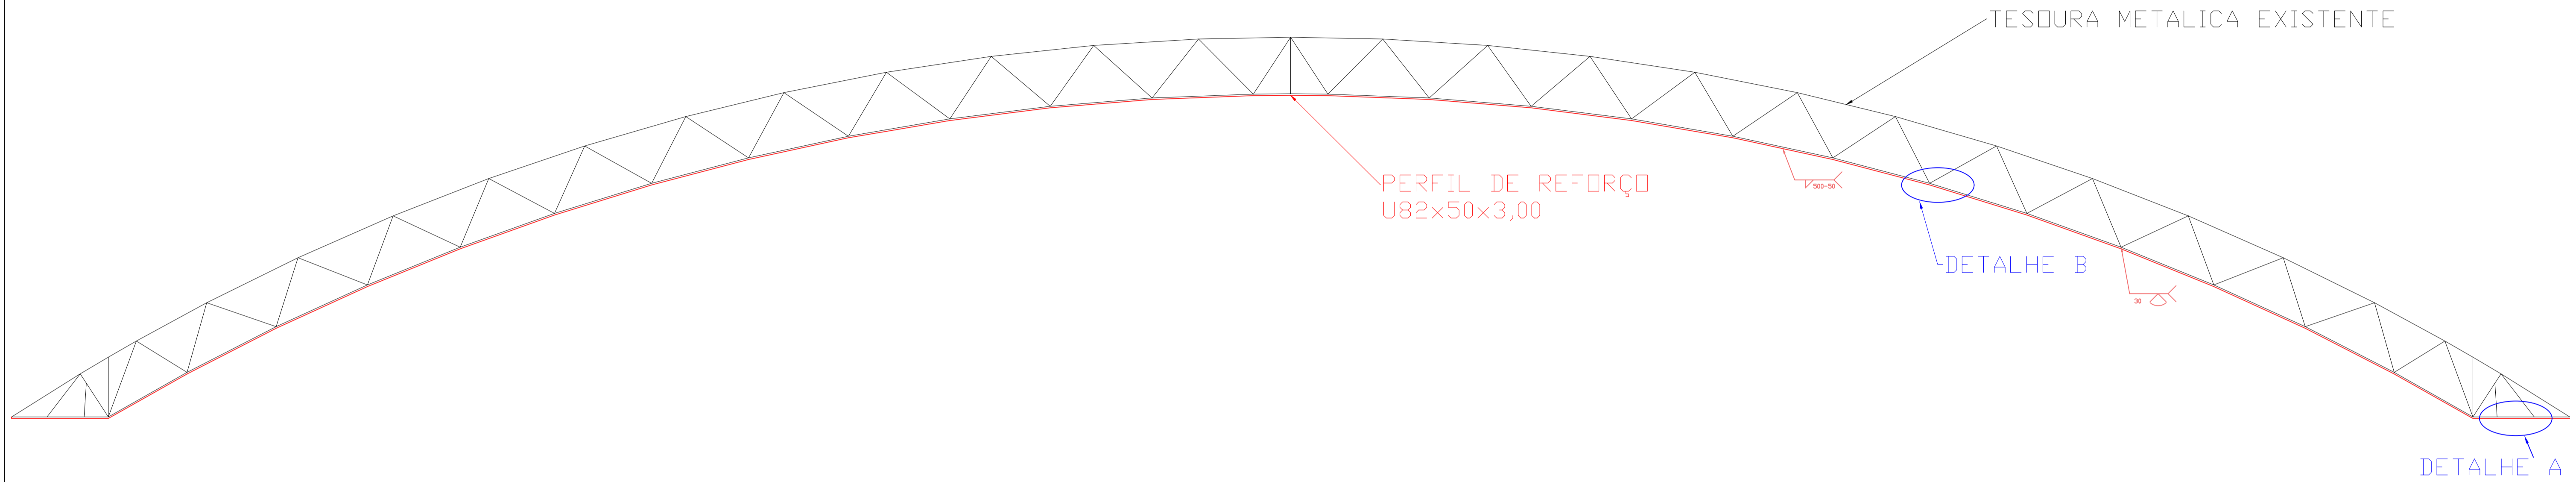 TESOURA METALICA EXISTENTE
PERFIL DE REFORÇO
U82x50x3,00
500-50
DETALHE B
30
DETALHE A